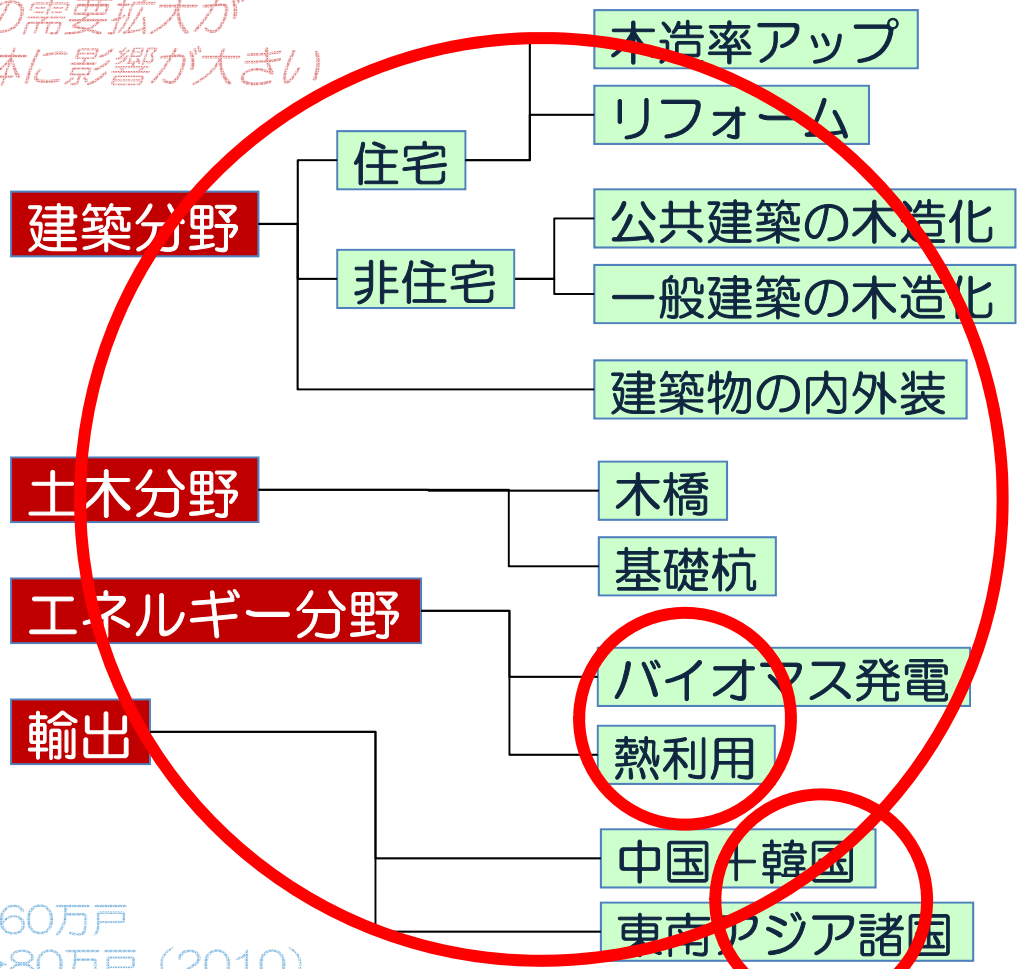 の需要拡大が
体に影響が大きい
木造率アップ
リフォーム
住宅
建築分野
公共建築の木造化
非住宅
一般建築の木造化
建築物の内外装
土木分野
木橋
基礎杭
エネルギー分野
バイオマス発電
輸出
熱利用
中国＋韓国
東南アジア諸国
60万戸
80万戸（2010）